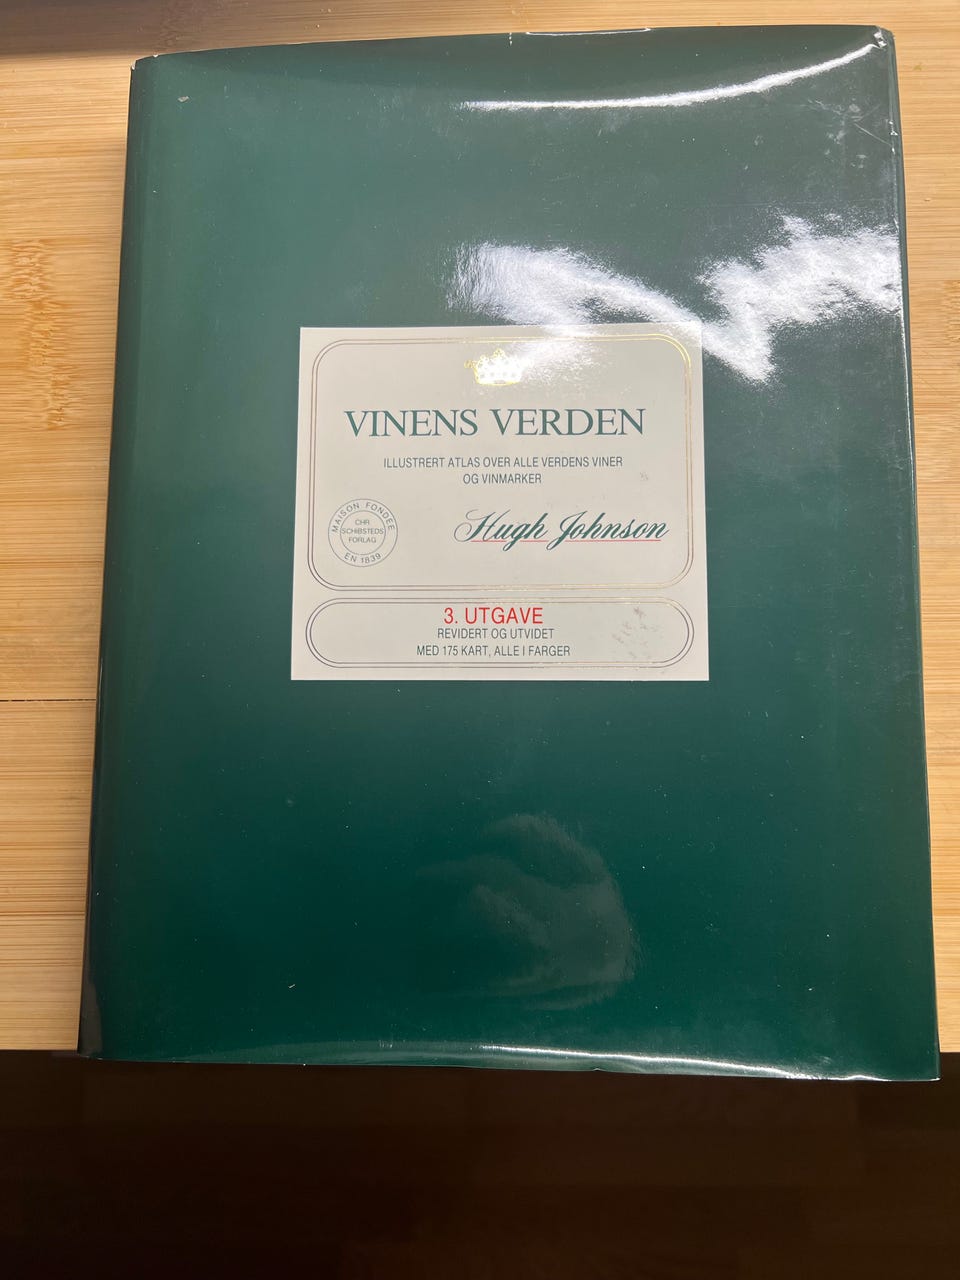 VINENS VERDEN
ILLUSTRERT ATLAS OVER ALLE VERDENS VINER
OG VINMARKER
MAISON FONDEE
CHR
SCHIBSTEDS
FORLAG
EN 1839
Hugh Johnson
3. UTGAVE
REVIDERT OG UTVIDET
MED 175 KART, ALLE I FARGER